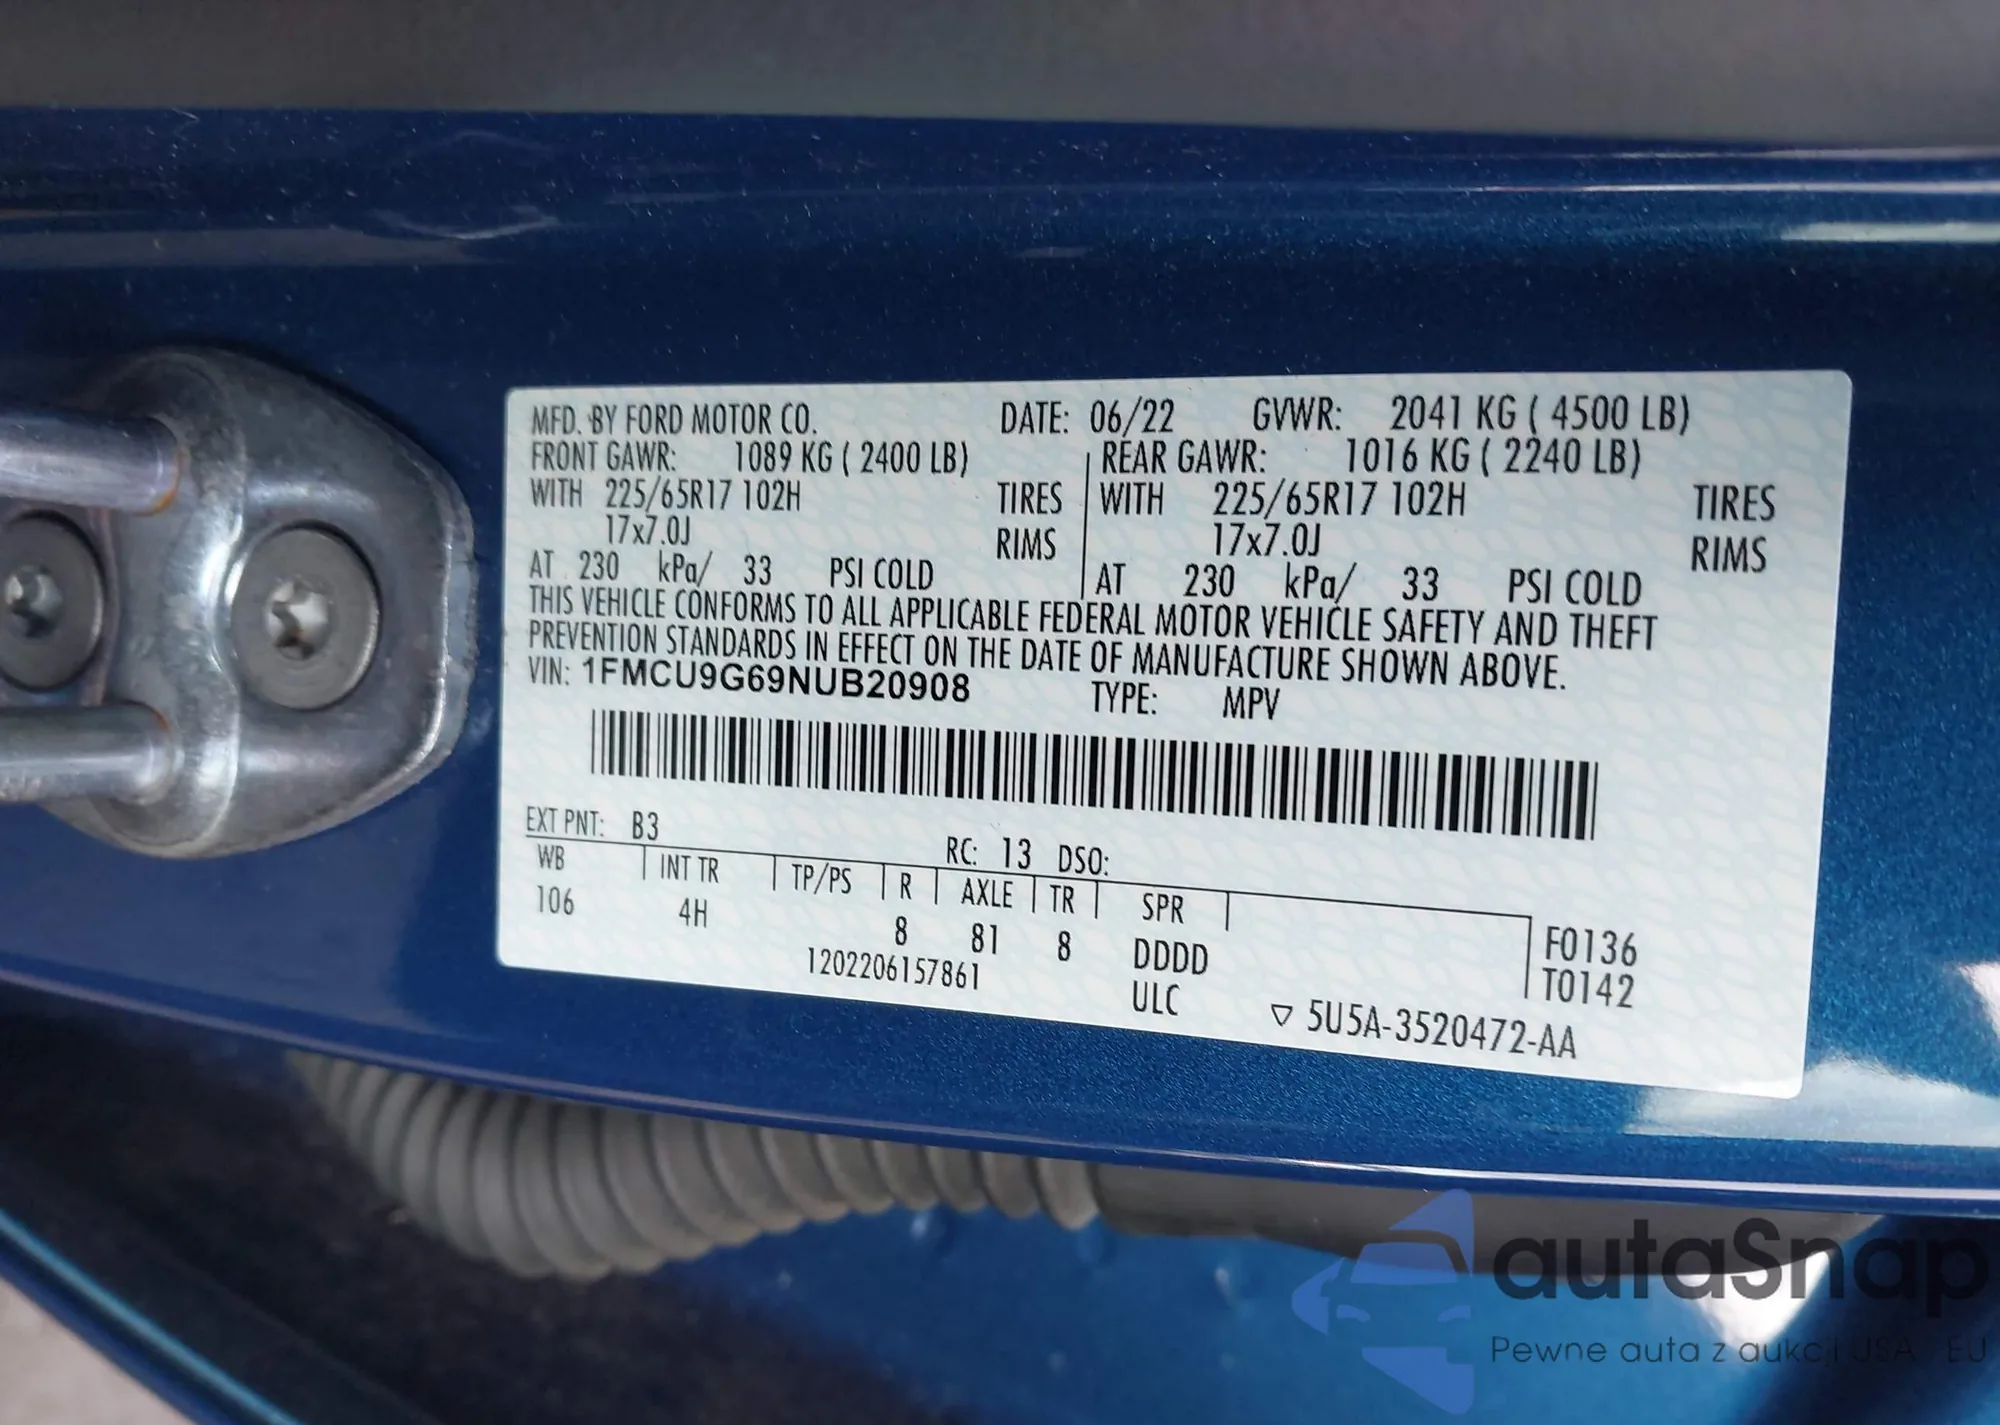 MFD. BY FORD MOTOR CO. DATE: 06/22 GVWR: 2041 KG ( 4500 LB)
FRONT GAWR: 1089 KG ( 2400 LB) REAR GAWR: 1016 KG ( 2240 LB)
WITH 225/65R17 102H TIRES WITH 225/65R17 102H TIRES
17x7.0J RIMS 17x7.0J RIMS
AT 230 kPa/ 33 PSI COLD AT 230 kPa/ 33 PSI COLD
THIS VEHICLE CONFORMS TO ALL APPLICABLE FEDERAL MOTOR VEHICLE SAFETY AND THEFT
PREVENTION STANDARDS IN EFFECT ON THE DATE OF MANUFACTURE SHOWN ABOVE.
VIN: 1FMCU9G69NUB20908 TYPE: MPV
EXT PNT: B3 RC: 13 DSO:
WB INT TR TP/PS R AXLE TR SPR
106 4H 8 81 8 DDDD F0136
1202206157861 ULC T0142
▽ 5U5A-3520472-AA
autaSnap
Pewne auta z aukcji USA EU